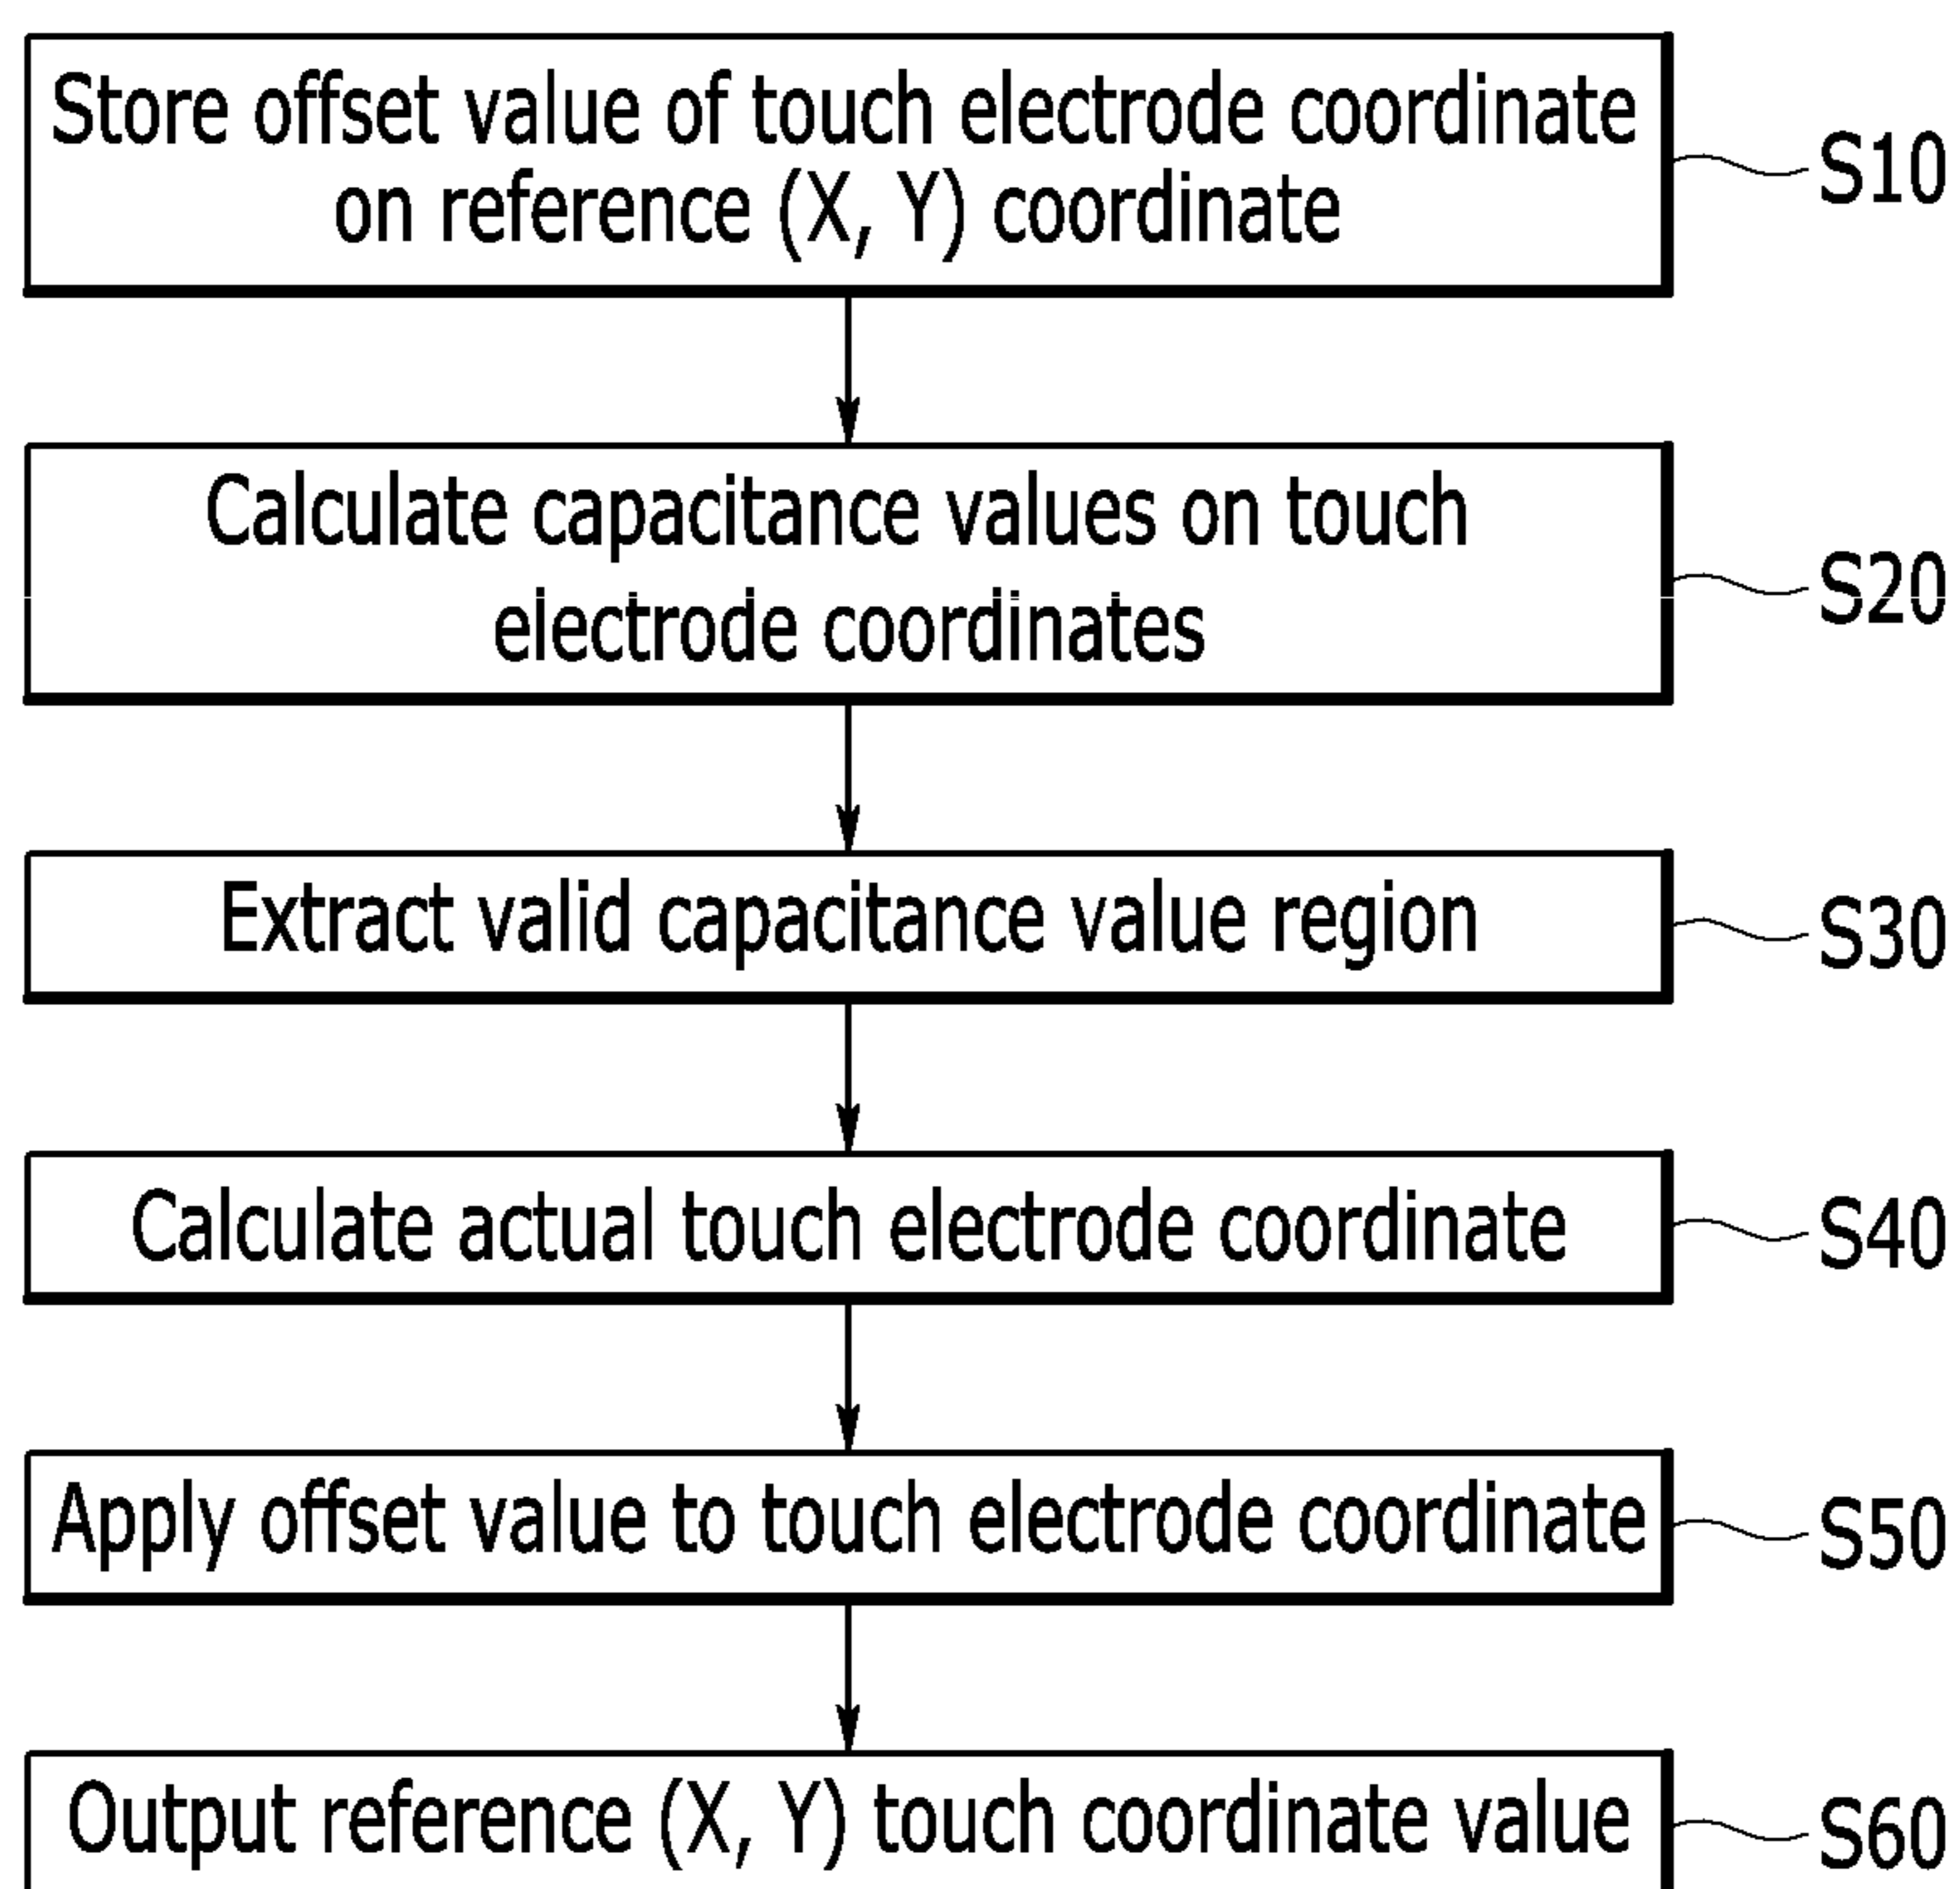 Store offset value of touch electrode coordinate
on reference (X, Y) coordinate
S10
Calculate capacitance values on touch
electrode coordinates
S20
Extract valid capacitance value region
S30
Calculate actual touch electrode coordinate
S40
Apply offset value to touch electrode coordinate
S50
Output reference (X, Y) touch coordinate value
S60